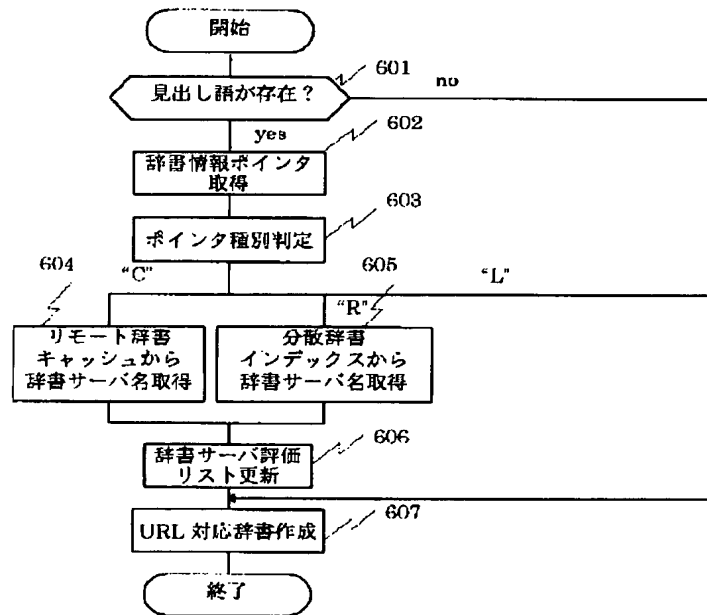 開始
601
見出し語が存在？
no
yes
602
辞書情報ポインタ
取得
603
ポインタ種別判定
604
“C”
605
“L”
“R”
リモート辞書
キャッシュから
辞書サーバ名取得
分散辞書
インデックスから
辞書サーバ名取得
606
辞書サーバ評価
リスト更新
607
URL 対応辞書作成
終了